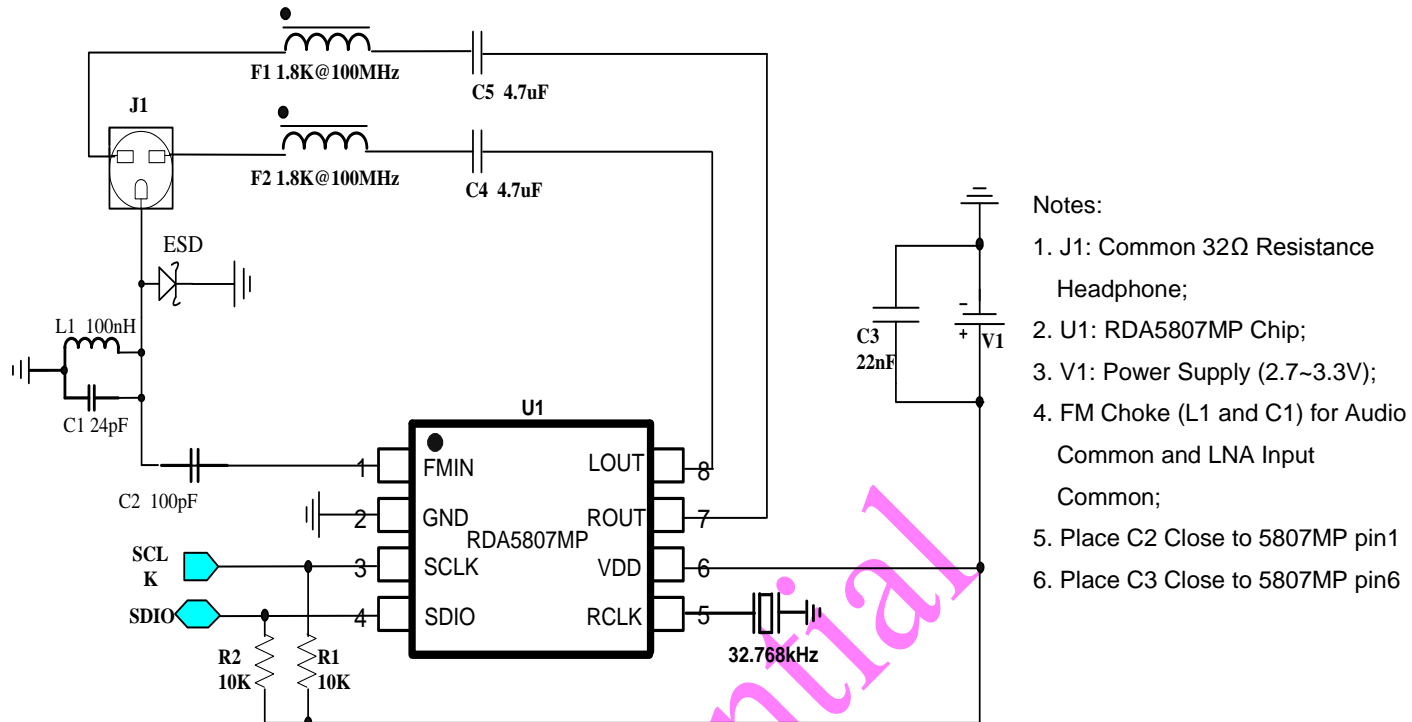 F1 1.8K@100MHz
C5 4.7uF
J1
F2 1.8K@100MHz
C4 4.7uF
ESD
L1 100nH
C1 24pF
C2 100pF
U1
1
FMIN
LOUT
8
2
GND
ROUT
7
RDA5807MP
SCL
K
3
SCLK
VDD
6
SDIO
4
SDIO
RCLK
5
32.768kHz
R2
10K
R1
10K
C3
22nF
-
+
V1
Notes:
1. J1: Common 32Ω Resistance
Headphone;
2. U1: RDA5807MP Chip;
3. V1: Power Supply (2.7~3.3V);
4. FM Choke (L1 and C1) for Audio
Common and LNA Input
Common;
5. Place C2 Close to 5807MP pin1
6. Place C3 Close to 5807MP pin6
ntial